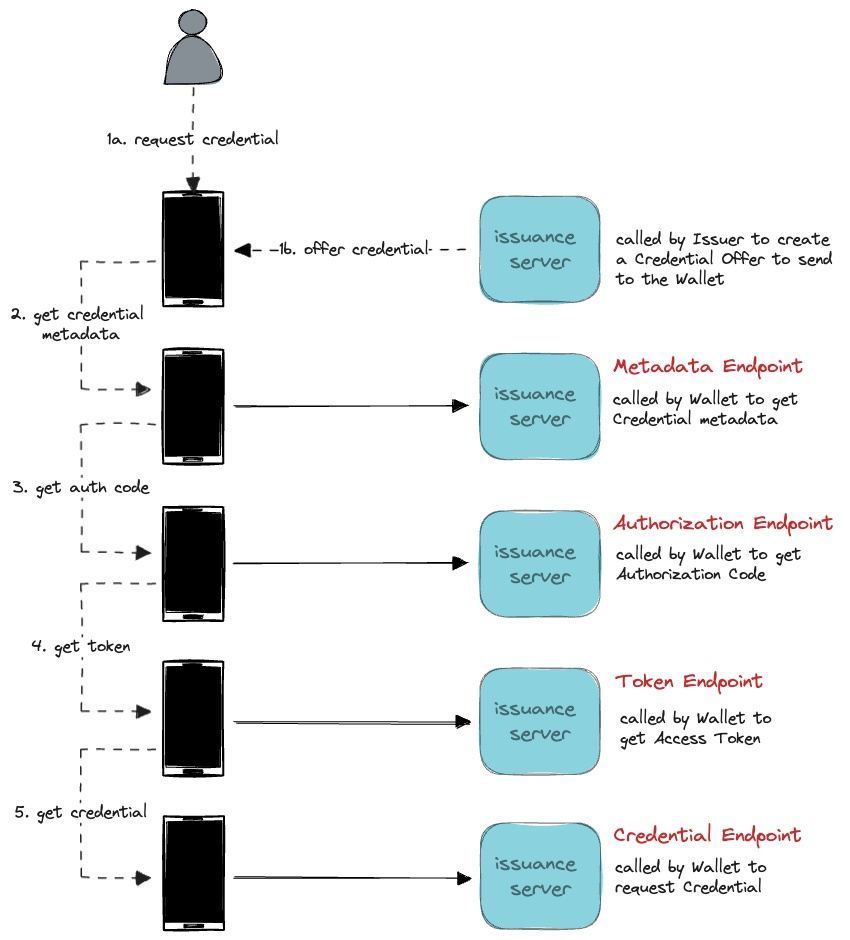 1a. request credential
1b. offer credential
issuance
server
called by Issuer to create
a Credential Offer to send
to the Wallet
2. get credential
metadata
issuance
server
Metadata Endpoint
called by Wallet to get
Credential metadata
3. get auth code
issuance
server
Authorization Endpoint
called by Wallet to get
Authorization Code
4. get token
issuance
server
Token Endpoint
called by Wallet to
get Access Token
5. get credential
issuance
server
Credential Endpoint
called by Wallet to
request Credential